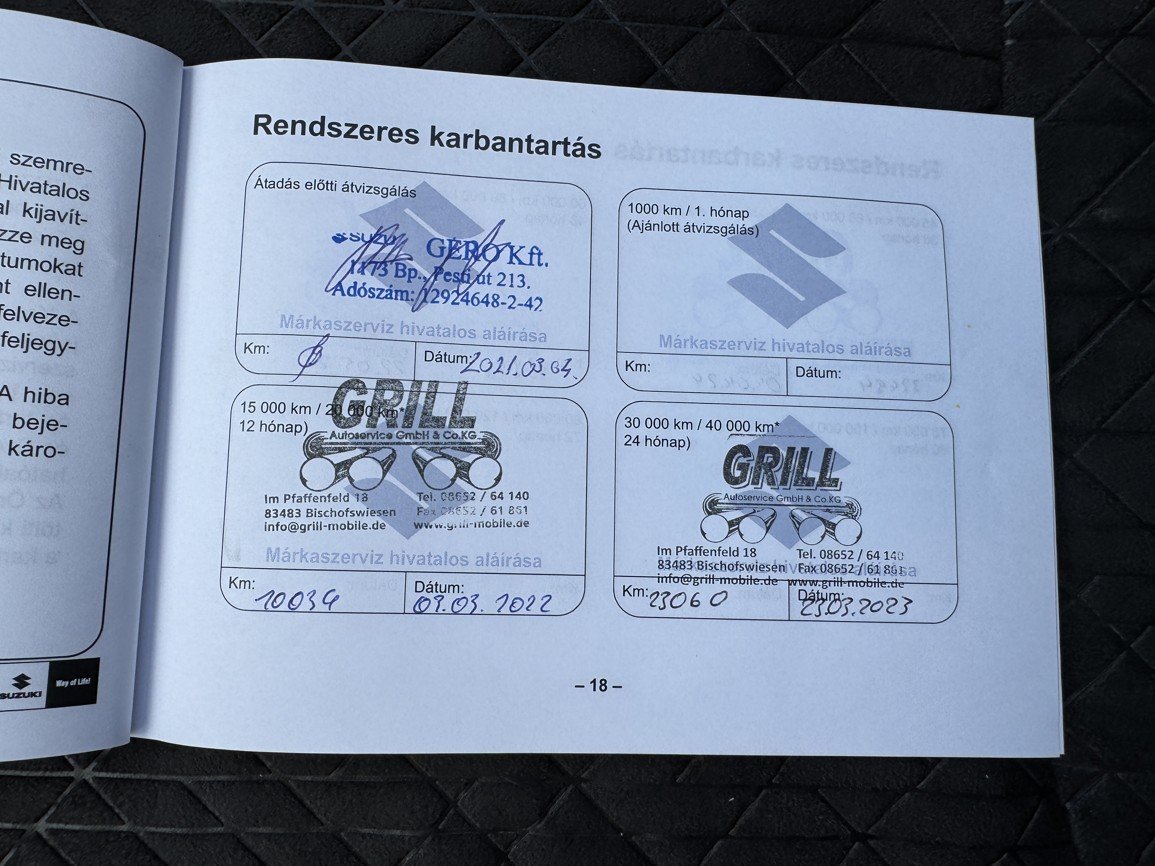 szemre-
Hivatalos
al kijavít-
zze meg
tumokat
nt ellen-
felveze-
feljegy-
A hiba
beje-
káro-
SUZUKI
Way of Life!
Rendszeres karbantartás
Átadás előtti átvizsgálás
SUZUKI GERŐ Kft.
1173 Bp., Pesti út 213.
Adószám: 12924648-2-42
Márkaszerviz hivatalos aláírása
Km: Dátum: 2021.03.04.
1000 km / 1. hónap
(Ajánlott átvizsgálás)
Márkaszerviz hivatalos aláírása
Km: Dátum:
15 000 km / 20 000 km*
12 hónap)
GRILL
Autoservice GmbH & Co.KG
Im Pfaffenfeld 18 Tel. 08652 / 64 140
83483 Bischofswiesen Fax 08652 / 61 861
info@grill-mobile.de www.grill-mobile.de
Márkaszerviz hivatalos aláírása
Km: 10034 Dátum: 09.03.2022
30 000 km / 40 000 km*
24 hónap)
GRILL
Autoservice GmbH & Co.KG
Im Pfaffenfeld 18 Tel. 08652 / 64 140
83483 Bischofswiesen Fax 08652 / 61 861
Márkaszerviz hivatalos aláírása
info@grill-mobile.de www.grill-mobile.de
Km: 23060 Dátum: 23.03.2023
– 18 –